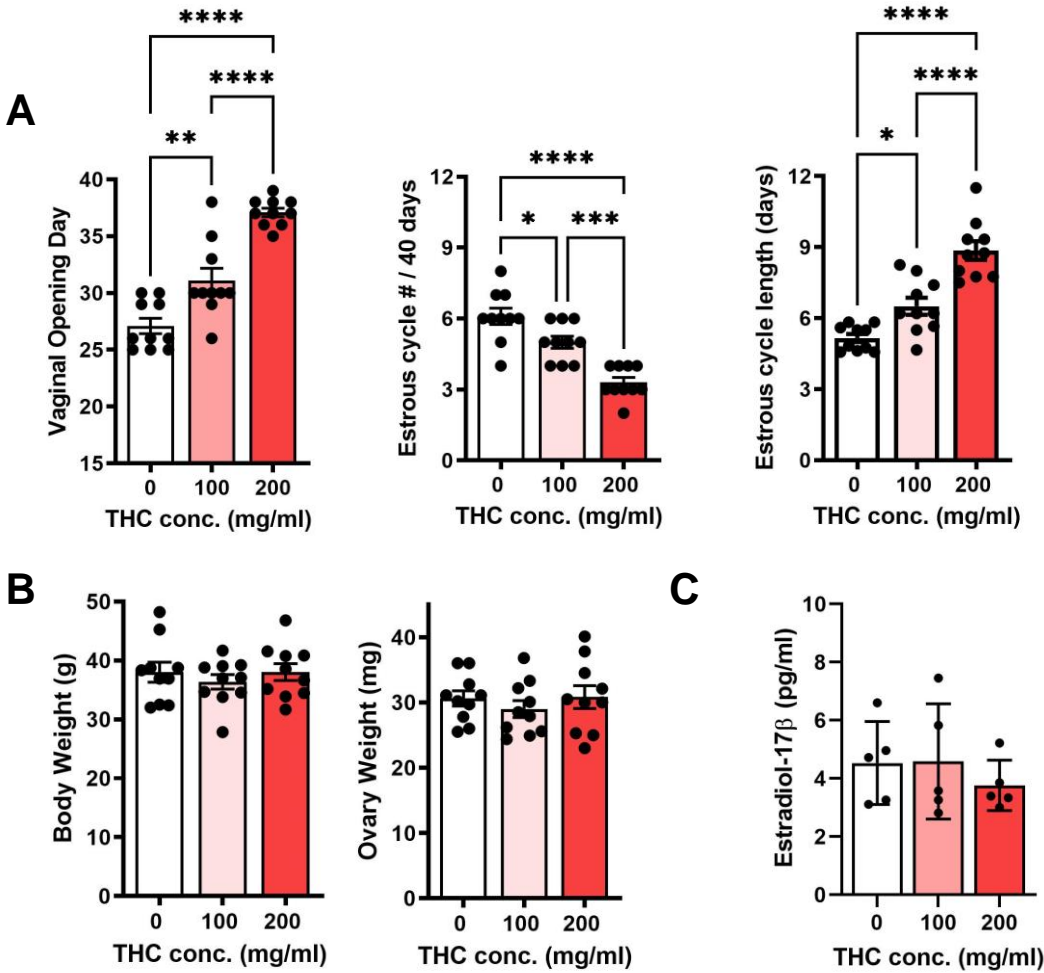 A
Vaginal Opening Day
40
35
30
25
20
15
**
****
****
0 100 200
THC conc. (mg/ml)
Estrous cycle # / 40 days
12
9
6
3
0
****
* ***
0 100 200
THC conc. (mg/ml)
Estrous cycle length (days)
12
9
6
3
0
****
****
*
0 100 200
THC conc. (mg/ml)
B
Body Weight (g)
50
40
30
20
10
0
0 100 200
THC conc. (mg/ml)
Ovary Weight (mg)
40
30
20
10
0
0 100 200
THC conc. (mg/ml)
C
Estradiol-17β (pg/ml)
10
8
6
4
2
0
0 100 200
THC conc. (mg/ml)